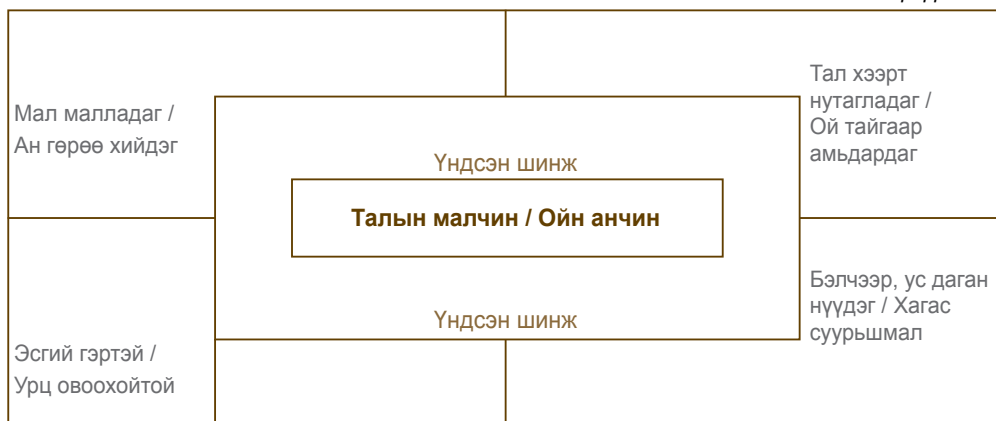 Мал малладаг /
Ан гөрөө хийдэг
Тал хээрт
нутагладаг /
Ой тайгаар
амьдардаг
Үндсэн шинж
Талын малчин / Ойн анчин
Үндсэн шинж
Эсгий гэртэй /
Урц овоохойтой
Бэлчээр, ус даган
нүүдэг / Хагас
суурьшмал